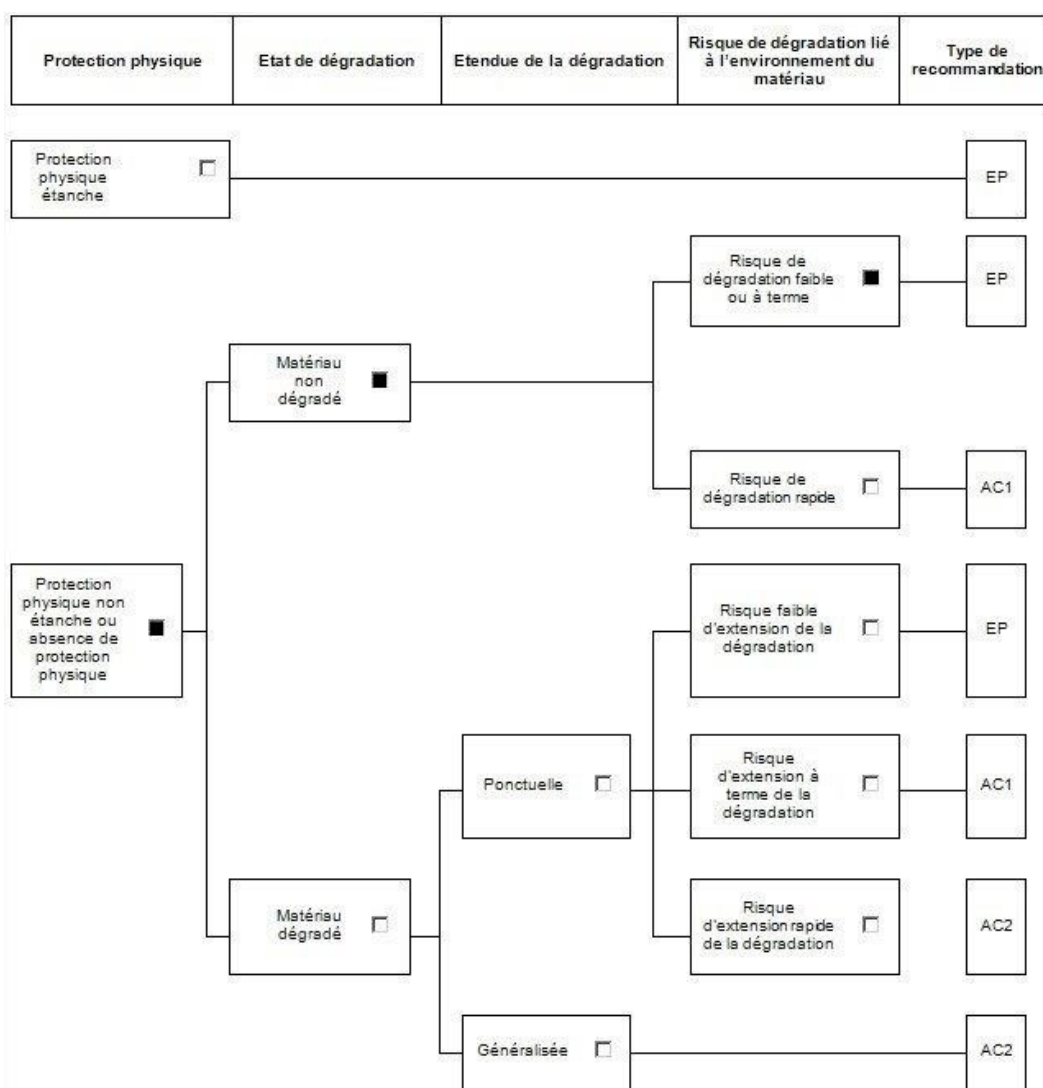 Protection physique
Etat de dégradation
Etendue de la dégradation
Risque de dégradation lié
à l'environnement du
matériau
Type de
recommandation
Protection
physique
étanche
EP
Risque de
dégradation faible
ou à terme
EP
Matériau
non
dégradé
Risque de
dégradation rapide
AC1
Protection
physique non
étanche ou
absence de
protection
physique
Risque faible
d'extension de la
dégradation
EP
Ponctuelle
Risque
d'extension à
terme de la
dégradation
AC1
Matériau
dégradé
Risque
d'extension rapide
de la dégradation
AC2
Généralisée
AC2